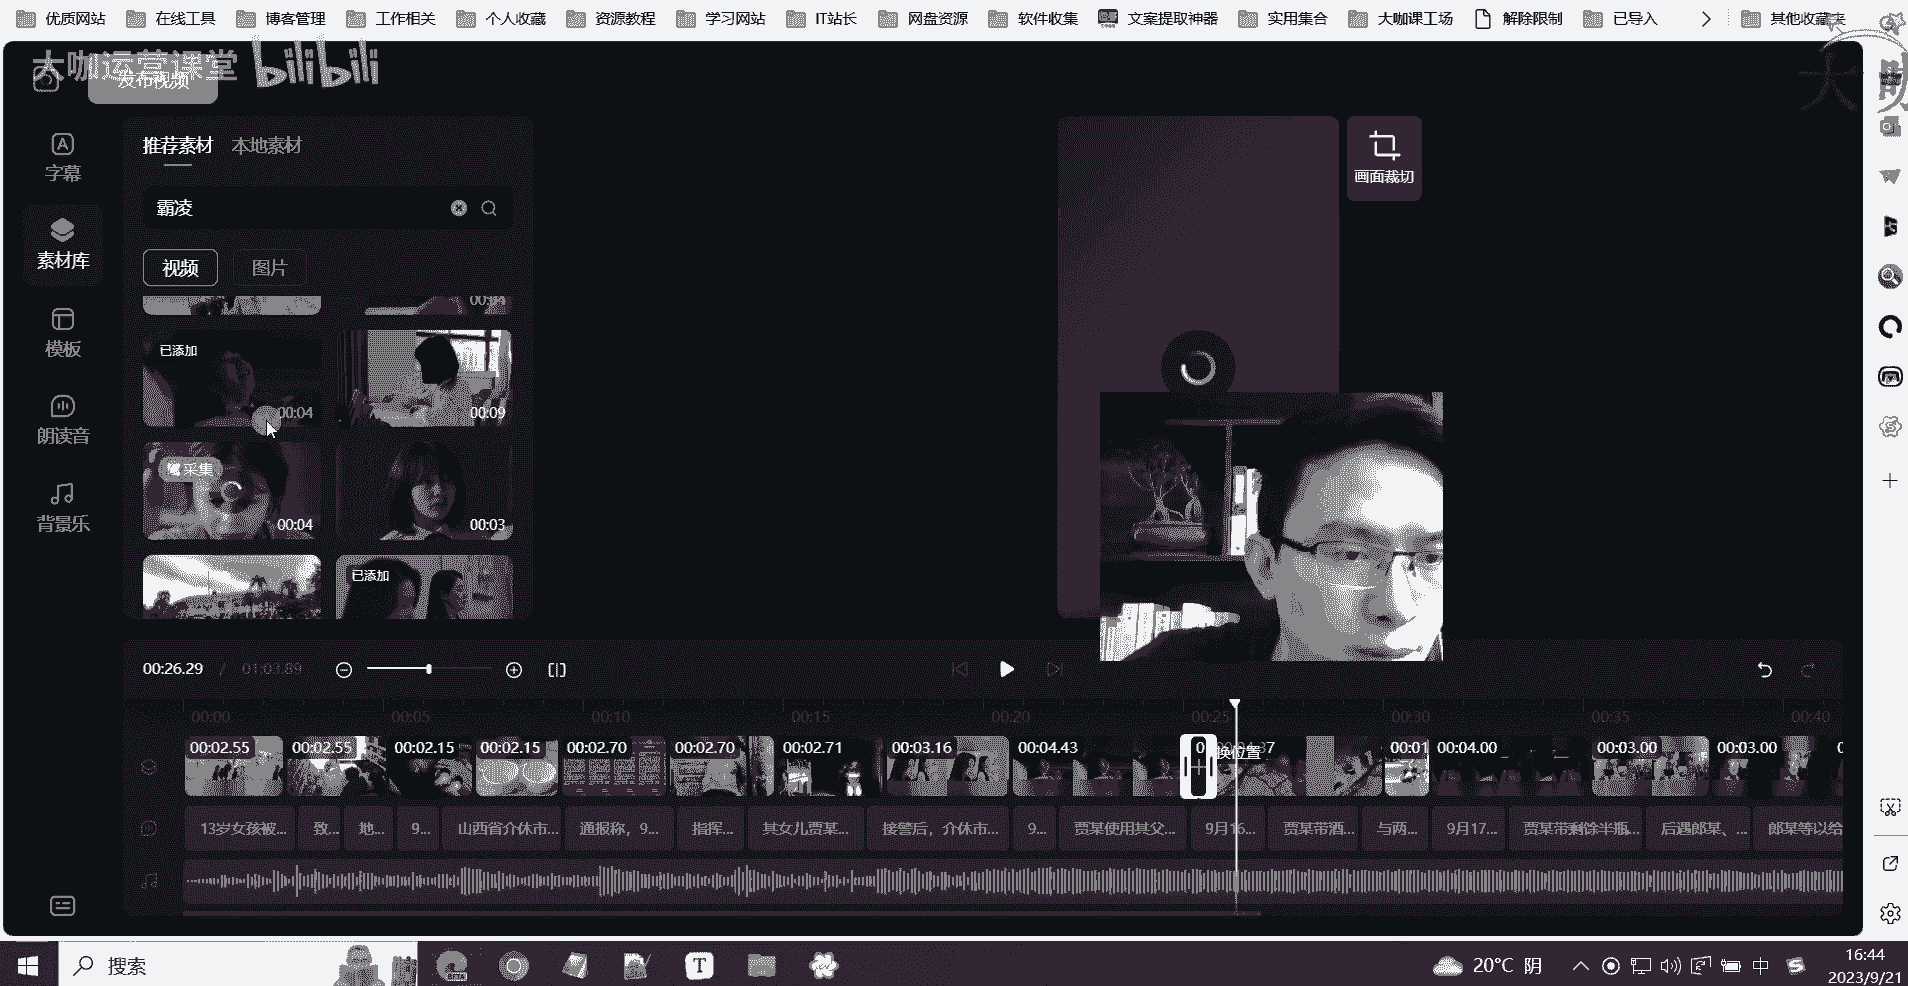 优质网站 在线工具 博客管理 工作相关 个人收藏 资源教程 学习网站 IT站长 网盘资源 软件收集 文案提取神器 实用集合 大咖课工场 解除限制 已导入 其他收藏夹
大咖运营课堂 bilibili
发布视频
大咖
字幕
素材库
模板
朗读音
背景乐
推荐素材 本地素材
霸凌
视频 图片
00:04
已添加 00:04 00:09
采集 00:04 00:03
已添加
画面裁切
00:26.29 / 01:03.89
00:00 00:05 00:10 00:15 00:20 00:25 00:30 00:35 00:40
00:02.55 00:02.55 00:02.15 00:02.15 00:02.70 00:02.70 00:02.71 00:03.16 00:04.43 换位置 00:01 00:04.00 00:03.00 00:03.00
13岁女孩被... 致... 地... 9... 山西省介休市... 通报称，9... 指挥... 其女儿贾某... 接警后，介休市... 9... 贾某使用其父... 9月16... 贾某带酒... 与两... 9月17... 贾某带剩馀半瓶... 后遇郎某、... 郎某等以给
搜索
BETA
T
20°C 阴
中
16:44
2023/9/21